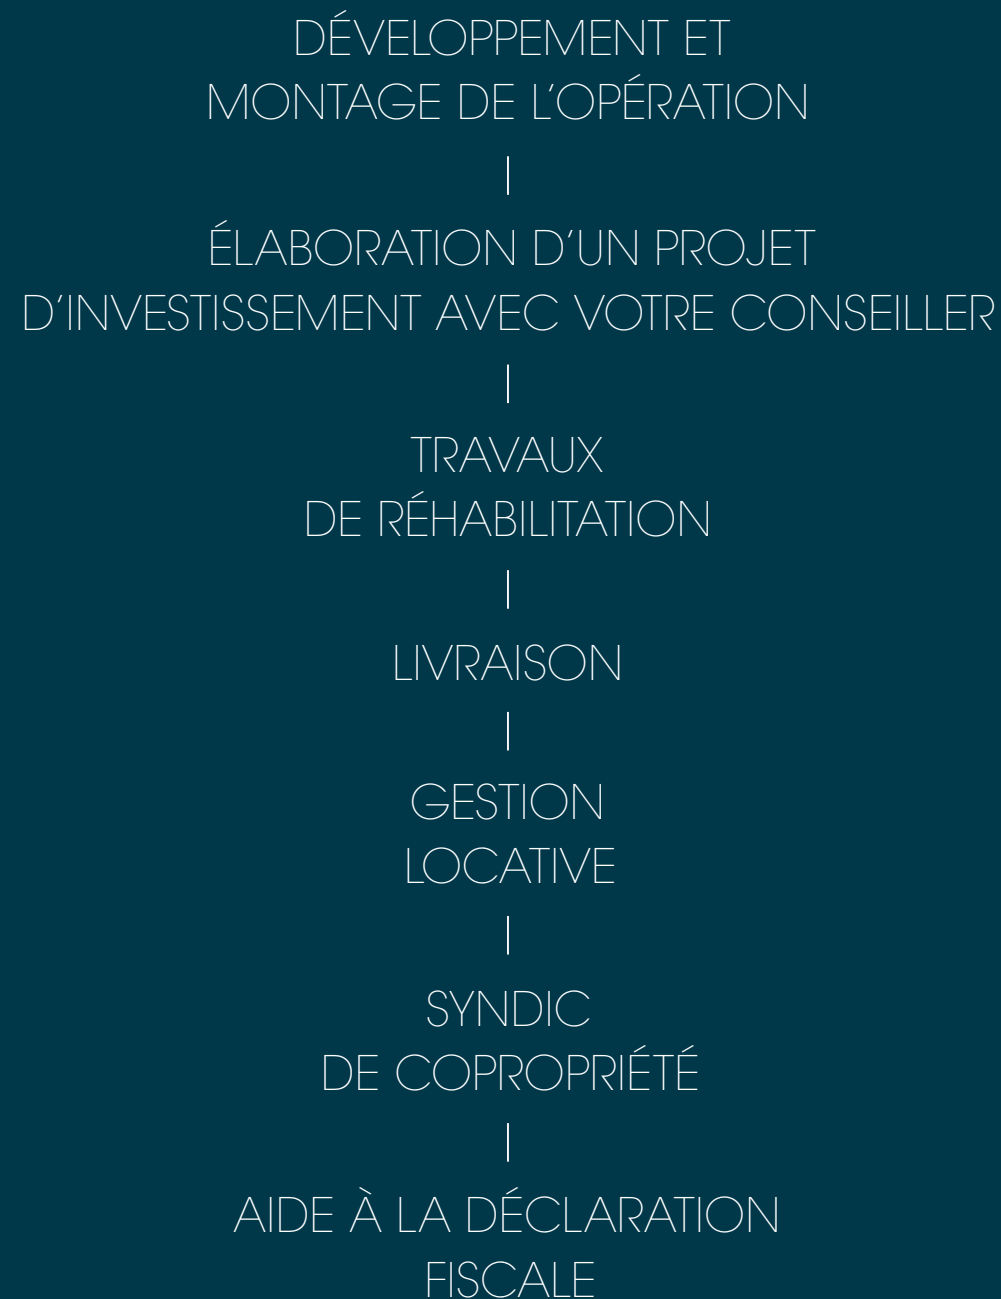 DÉVELOPPEMENT ET
MONTAGE DE L’OPÉRATION
ÉLABORATION D’UN PROJET
D’INVESTISSEMENT AVEC VOTRE CONSEILLER
TRAVAUX
DE RÉHABILITATION
LIVRAISON
GESTION
LOCATIVE
SYNDIC
DE COPROPRIÉTÉ
AIDE À LA DÉCLARATION
FISCALE